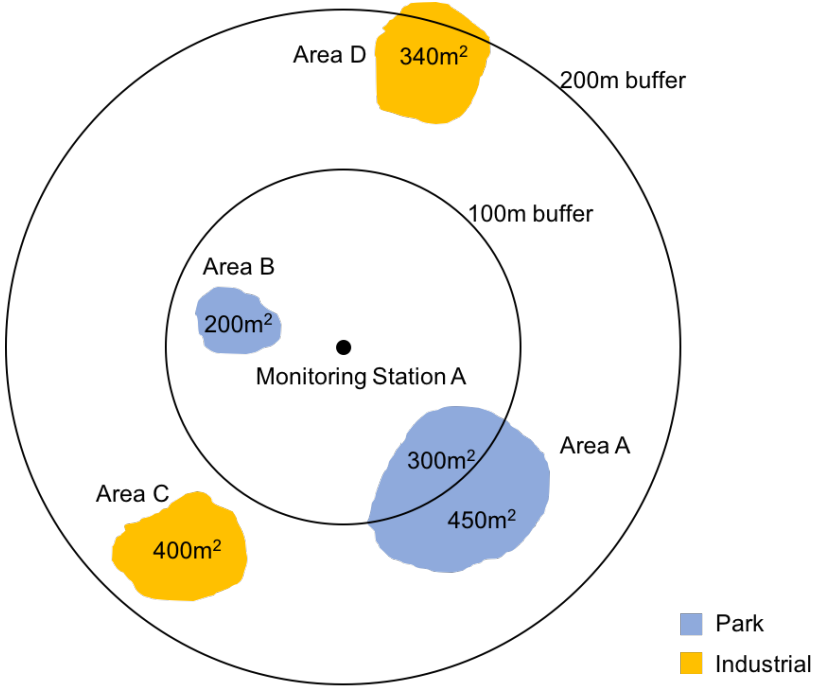 Area D
340m²
200m buffer
100m buffer
Area B
200m²
Monitoring Station A
Area A
300m²
Area C
450m²
400m²
Park
Industrial